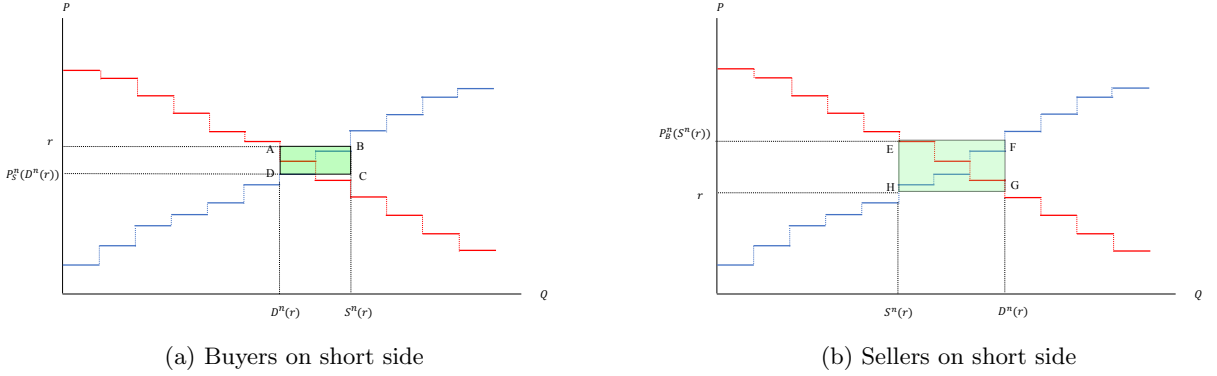 P
r
A
B
D
C
P_S^n(D^n(r))
D^n(r)
S^n(r)
Q
(a) Buyers on short side
P
P_B^n(S^n(r))
E
F
H
G
r
S^n(r)
D^n(r)
Q
(b) Sellers on short side